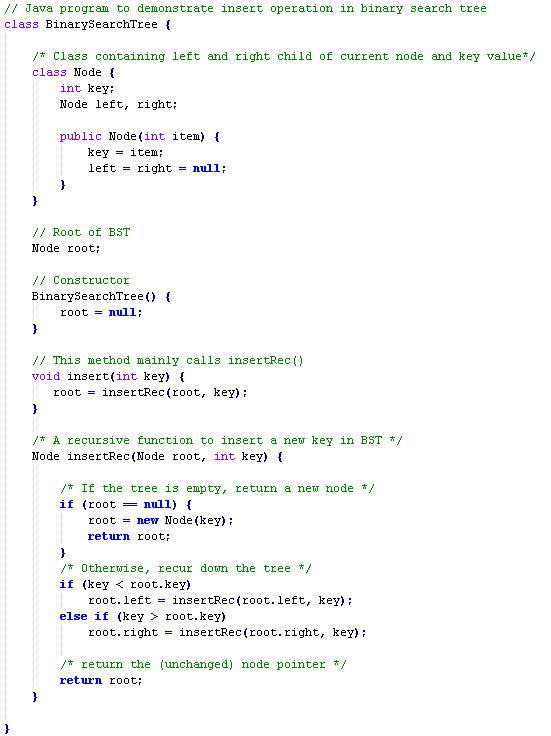 // Java program to demonstrate insert operation in binary search tree
class BinarySearchTree {
/* Class containing left and right child of current node and key value*/
class Node {
int key;
Node left, right;
public Node(int item) {
key = item;
left = right = null;
}
}
// Root of BST
Node root;
// Constructor
BinarySearchTree() {
root = null;
}
// This method mainly calls insertRec()
void insert(int key) {
root = insertRec(root, key);
}
/* A recursive function to insert a new key in BST */
Node insertRec(Node root, int key) {
/* If the tree is empty, return a new node */
if (root == null) {
root = new Node(key);
return root;
}
/* Otherwise, recur down the tree */
if (key < root.key)
root.left = insertRec(root.left, key);
else if (key > root.key)
root.right = insertRec(root.right, key);
/* return the (unchanged) node pointer */
return root;
}
}